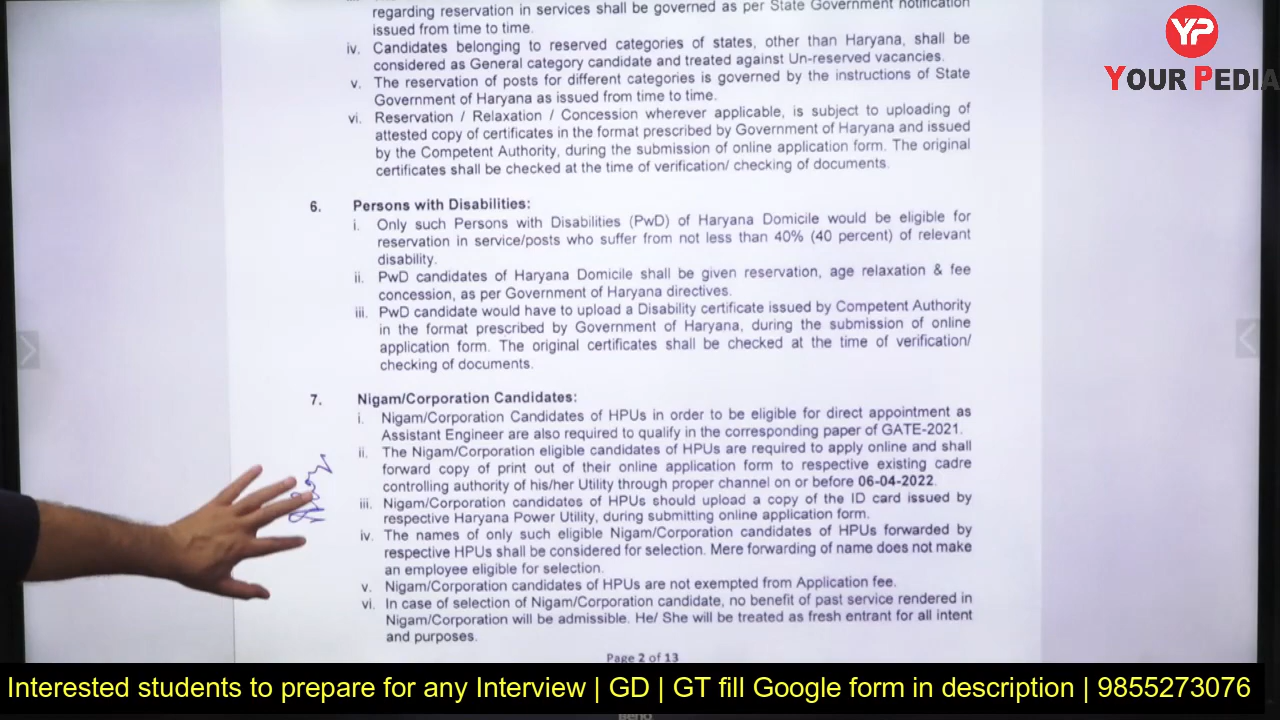 regarding reservation in services shall be governed as per State Government notification
issued from time to time.
iv. Candidates belonging to reserved categories of states, other than Haryana, shall be
considered as General category candidate and treated against Un-reserved vacancies.
v. The reservation of posts for different categories is governed by the instructions of State
Government of Haryana as issued from time to time.
vi. Reservation / Relaxation / Concession wherever applicable, is subject to uploading of
attested copy of certificates in the format prescribed by Government of Haryana and issued
by the Competent Authority, during the submission of online application form. The original
certificates shall be checked at the time of verification/ checking of documents.
6. Persons with Disabilities:
i. Only such Persons with Disabilities (PwD) of Haryana Domicile would be eligible for
reservation in service/posts who suffer from not less than 40% (40 percent) of relevant
disability.
ii. PwD candidates of Haryana Domicile shall be given reservation, age relaxation & fee
concession, as per Government of Haryana directives.
iii. PwD candidate would have to upload a Disability certificate issued by Competent Authority
in the format prescribed by Government of Haryana, during the submission of online
application form. The original certificates shall be checked at the time of verification/
checking of documents.
7. Nigam/Corporation Candidates:
i. Nigam/Corporation Candidates of HPUs in order to be eligible for direct appointment as
Assistant Engineer are also required to qualify in the corresponding paper of GATE-2021.
ii. The Nigam/Corporation eligible candidates of HPUs are required to apply online and shall
forward copy of print out of their online application form to respective existing cadre
controlling authority of his/her Utility through proper channel on or before 06-04-2022.
iii. Nigam/Corporation candidates of HPUs should upload a copy of the ID card issued by
respective Haryana Power Utility, during submitting online application form.
iv. The names of only such eligible Nigam/Corporation candidates of HPUs forwarded by
respective HPUs shall be considered for selection. Mere forwarding of name does not make
an employee eligible for selection.
v. Nigam/Corporation candidates of HPUs are not exempted from Application fee.
vi. In case of selection of Nigam/Corporation candidate, no benefit of past service rendered in
Nigam/Corporation will be admissible. He/ She will be treated as fresh entrant for all intent
and purposes.
Page 2 of 13
YP
YOUR PEDIA
Interested students to prepare for any Interview | GD | GT fill Google form in description | 9855273076